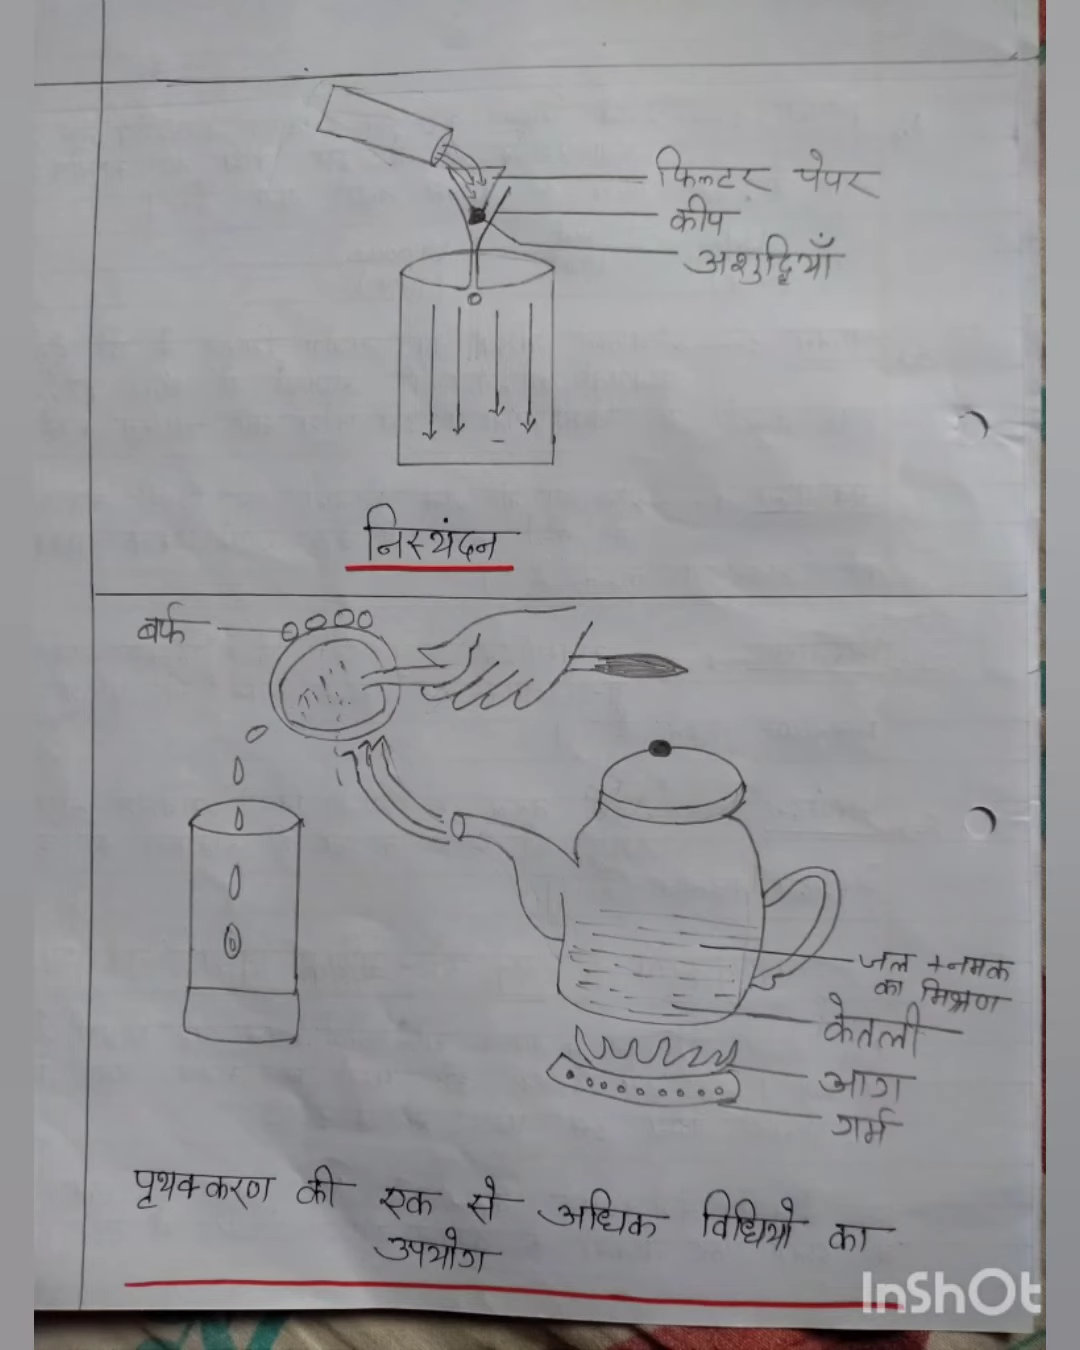 फिल्टर पेपर
कीप
अशुद्धियाँ
निस्यंदन
बर्फ
जल + नमक
का मिश्रण
केतली
आग
गर्म
पृथक्करण की एक से अधिक विधियो का
उपयोग
InShOt